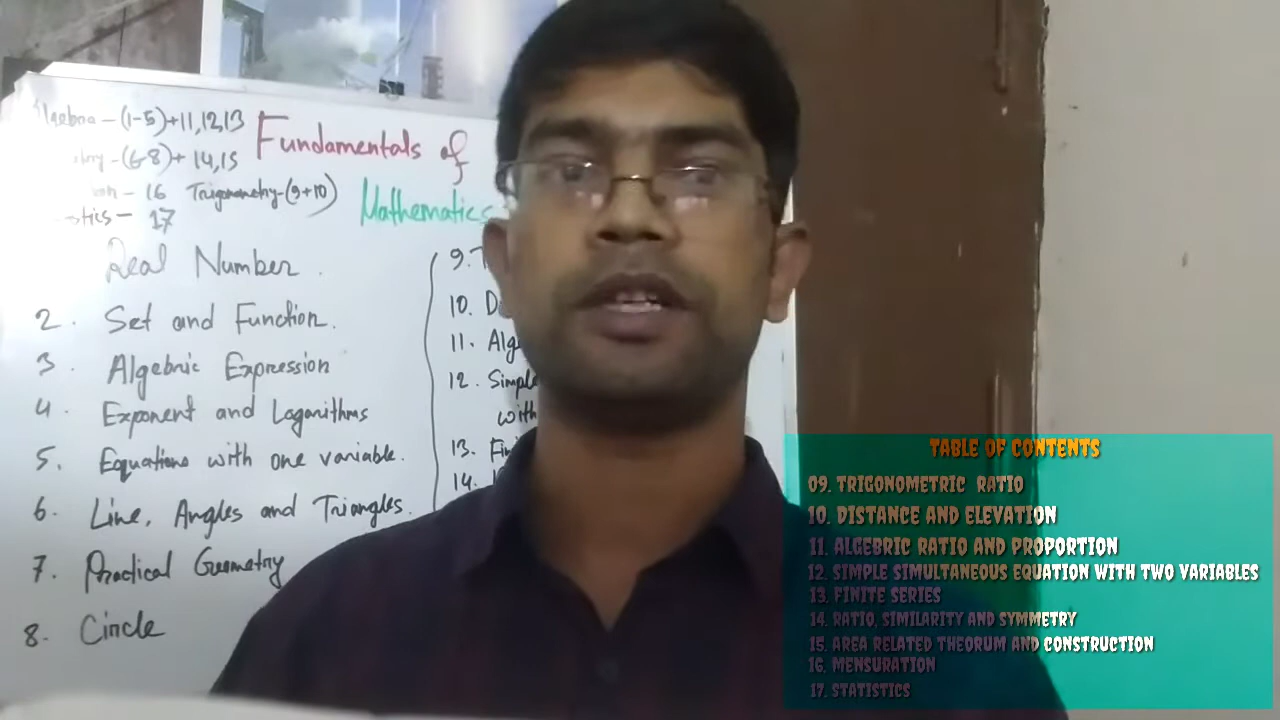 - (1-5)+11,12,13
- (6-8)+ 14,15
- 16 Trigonometry-(9+10)
- 17
Fundamentals of
Mathematics
Real Number.
2. Set and Function.
3. Algebric Expression
4. Exponent and Logarithms
5. Equations with one variable.
6. Line, Angles and Triangles.
7. Practical Geometry
8. Circle
9.
10.
11.
12. Simple
with
13.
14.
TABLE OF CONTENTS
09. TRIGONOMETRIC RATIO
10. DISTANCE AND ELEVATION
11. ALGEBRIC RATIO AND PROPORTION
12. SIMPLE SIMULTANEOUS EQUATION WITH TWO VARIABLES
13. FINITE SERIES
14. RATIO, SIMILARITY AND SYMMETRY
15. AREA RELATED THEORUM AND CONSTRUCTION
16. MENSURATION
17. STATISTICS